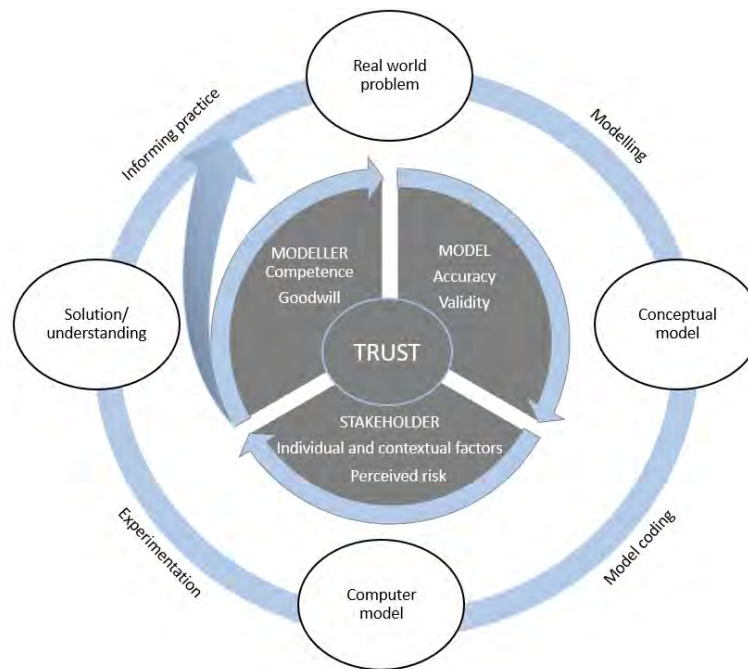 Real world
problem
Informing practice
Modelling
MODELLER
Competence
Goodwill
MODEL
Accuracy
Validity
Solution/
understanding
Conceptual
model
TRUST
STAKEHOLDER
Individual and contextual factors
Perceived risk
Experimentation
Model coding
Computer
model